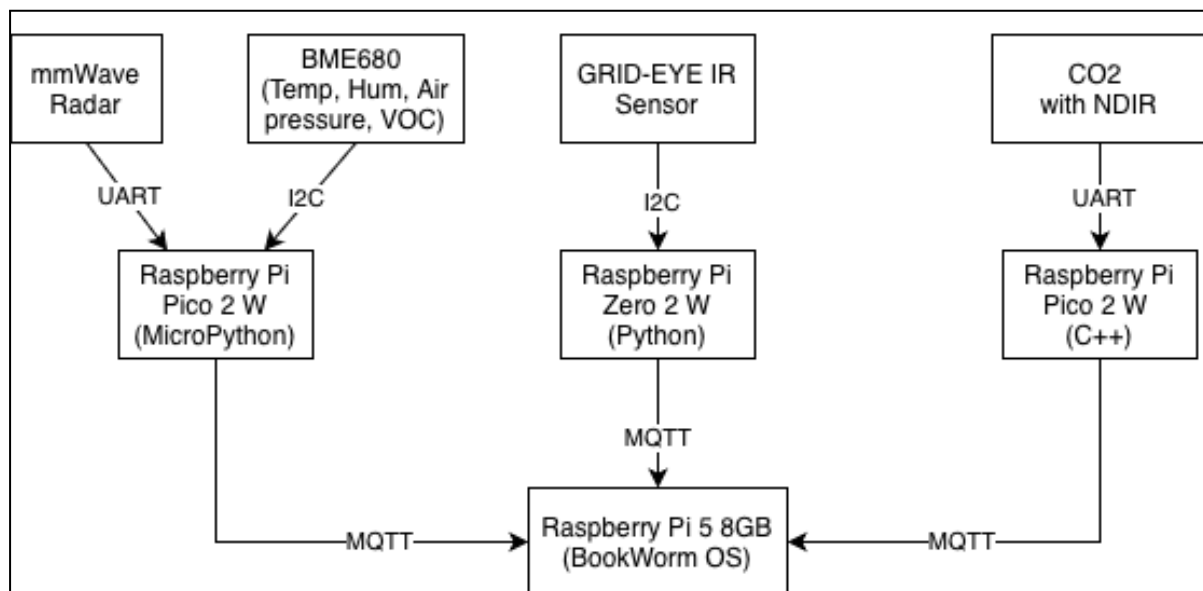 mmWave
Radar
BME680
(Temp, Hum, Air
pressure, VOC)
GRID-EYE IR
Sensor
CO2
with NDIR
UART
I2C
I2C
UART
Raspberry Pi
Pico 2 W
(MicroPython)
Raspberry Pi
Zero 2 W
(Python)
Raspberry Pi
Pico 2 W
(C++)
MQTT
MQTT
MQTT
Raspberry Pi 5 8GB
(BookWorm OS)